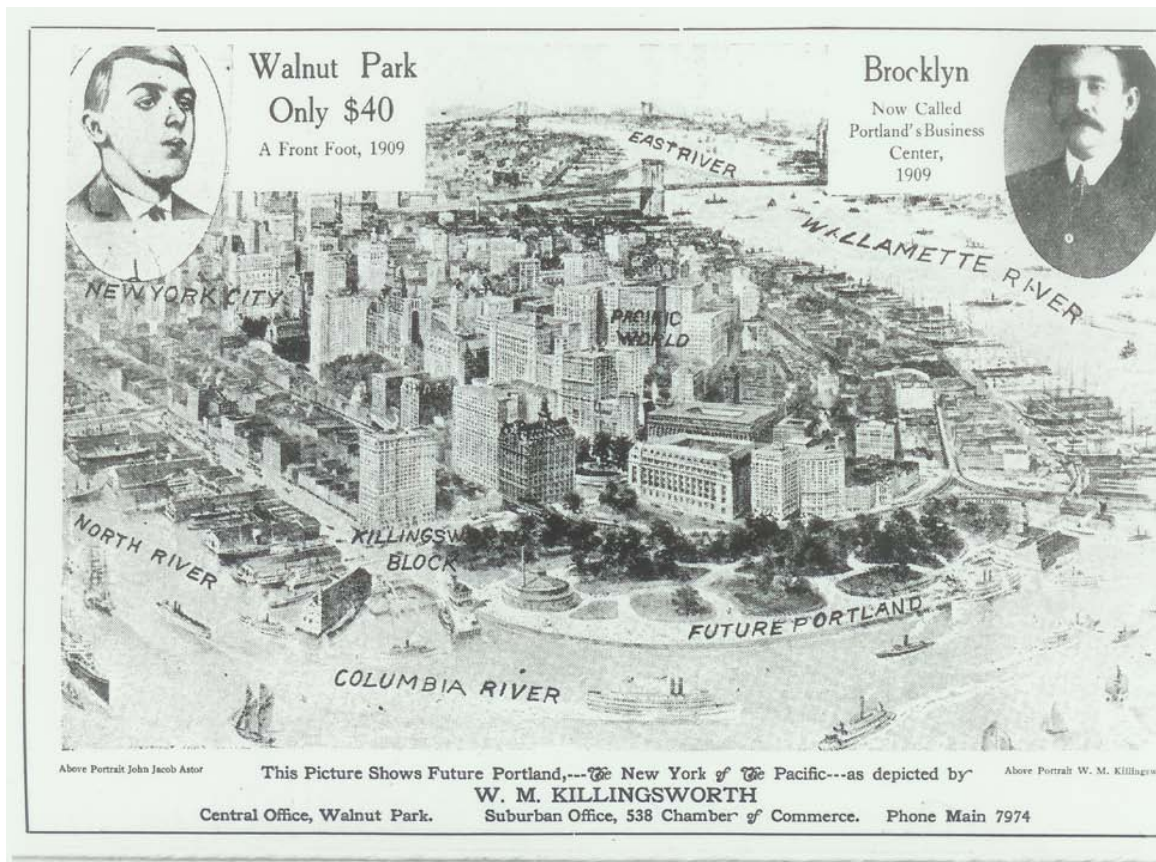 Walnut Park
Only $40
A Front Foot, 1909
Brooklyn
Now Called
Portland's Business
Center,
1909
EAST RIVER
WILLAMETTE RIVER
NEW YORK CITY
PACIFIC
WORLD
NORTH RIVER
KILLINGSW
BLOCK
FUTURE PORTLAND
COLUMBIA RIVER
Above Portrait John Jacob Astor
Above Portrait W. M. Killingsw
This Picture Shows Future Portland,---The New York of The Pacific---as depicted by
W. M. KILLINGSWORTH
Central Office, Walnut Park. Suburban Office, 538 Chamber of Commerce. Phone Main 7974